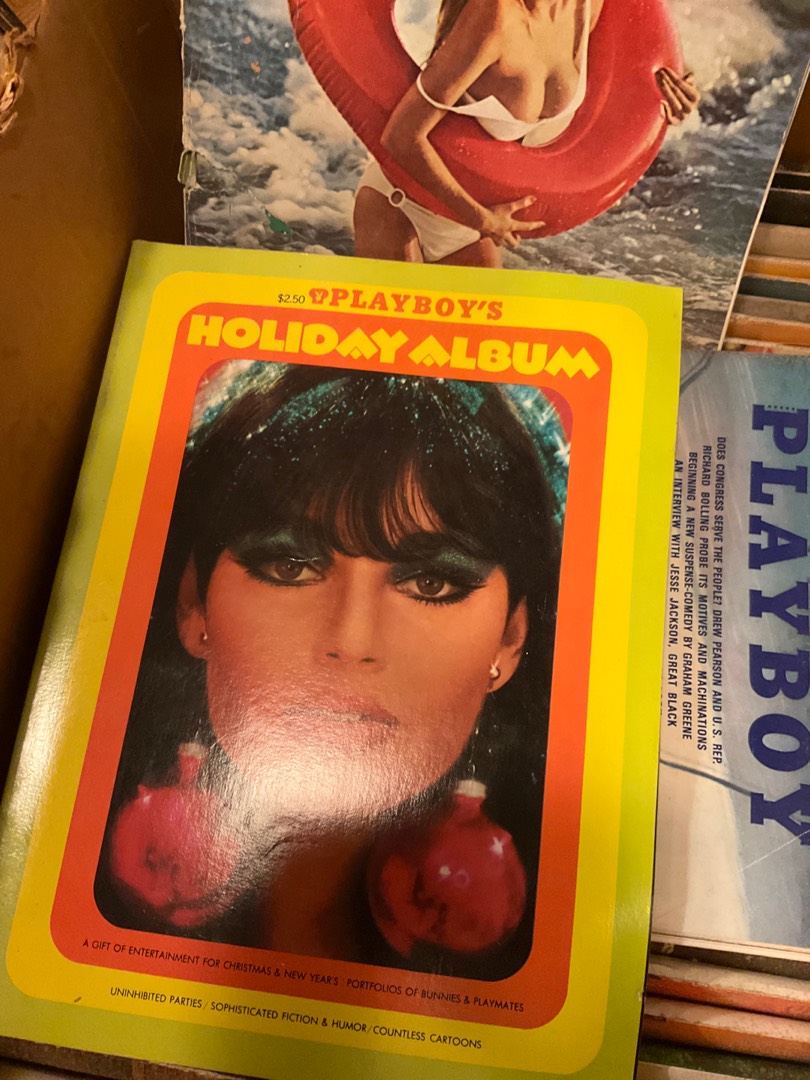 $2.50 PLAYBOY'S
HOLIDAY ALBUM
A GIFT OF ENTERTAINMENT FOR CHRISTMAS & NEW YEAR'S : PORTFOLIOS OF BUNNIES & PLAYMATES
UNINHIBITED PARTIES / SOPHISTICATED FICTION & HUMOR / COUNTLESS CARTOONS
PLAYBOY
DOES CONGRESS SERVE THE PEOPLE? DREW PEARSON AND U. S. REP.
RICHARD BOLLING PROBE ITS MOTIVES AND MACHINATIONS
BEGINNING A NEW SUSPENSE-COMEDY BY GRAHAM GREENE
AN INTERVIEW WITH JESSE JACKSON, GREAT BLACK